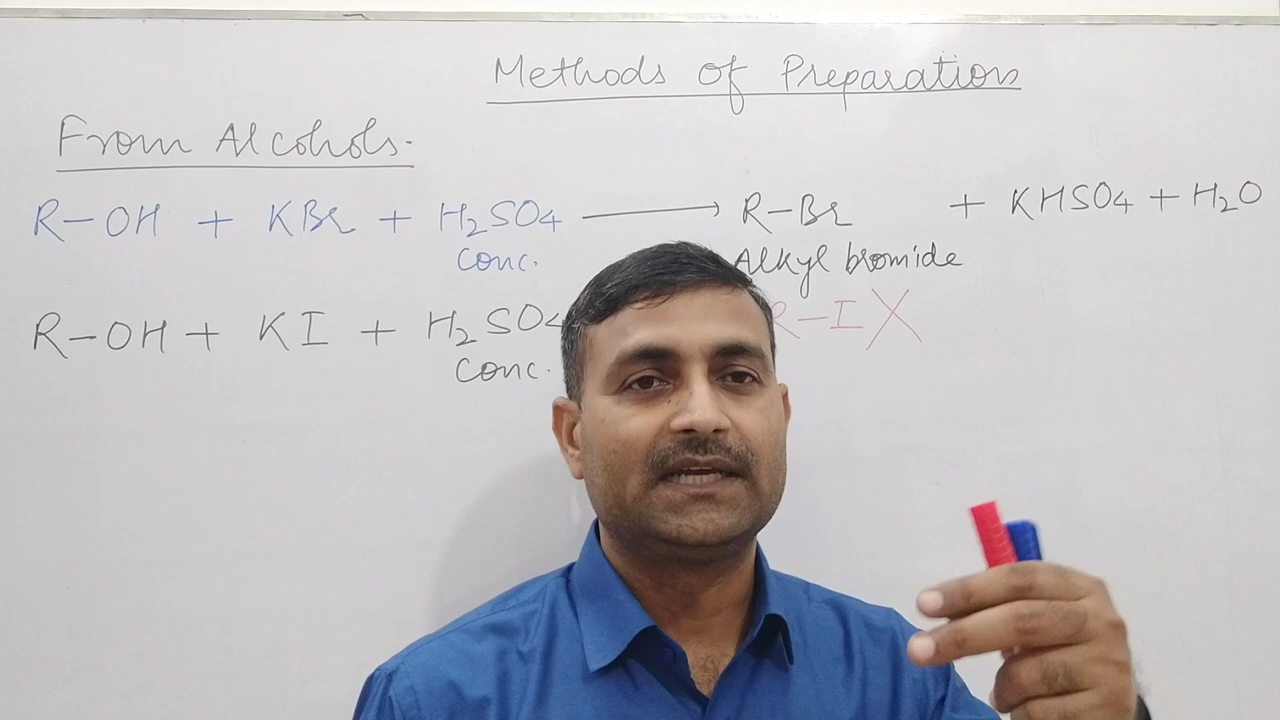 Methods of Preparation
From Alcohols.
R-OH + KBr + H2SO4 ⟶ R-Br + KHSO4 + H2O
conc. Alkyl bromide
R-OH + KI + H2SO4 R-I X
conc.